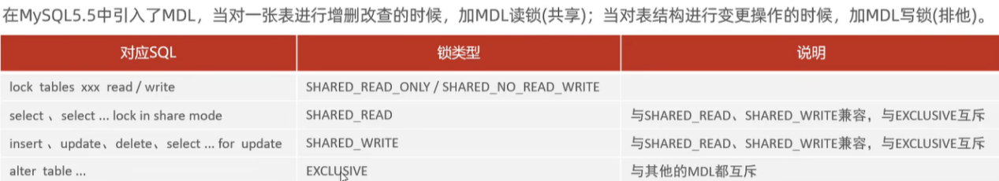 在MySQL5.5中引入了MDL，当对一张表进行增删改查的时候，加MDL读锁(共享)；当对表结构进行变更操作的时候，加MDL写锁(排他)。
对应SQL 锁类型 说明
lock tables xxx read / write SHARED_READ_ONLY / SHARED_NO_READ_WRITE
select 、select ... lock in share mode SHARED_READ 与SHARED_READ、SHARED_WRITE兼容，与EXCLUSIVE互斥
insert 、update、delete、select ... for update SHARED_WRITE 与SHARED_READ、SHARED_WRITE兼容，与EXCLUSIVE互斥
alter table ... EXCLUSIVE 与其他的MDL都互斥